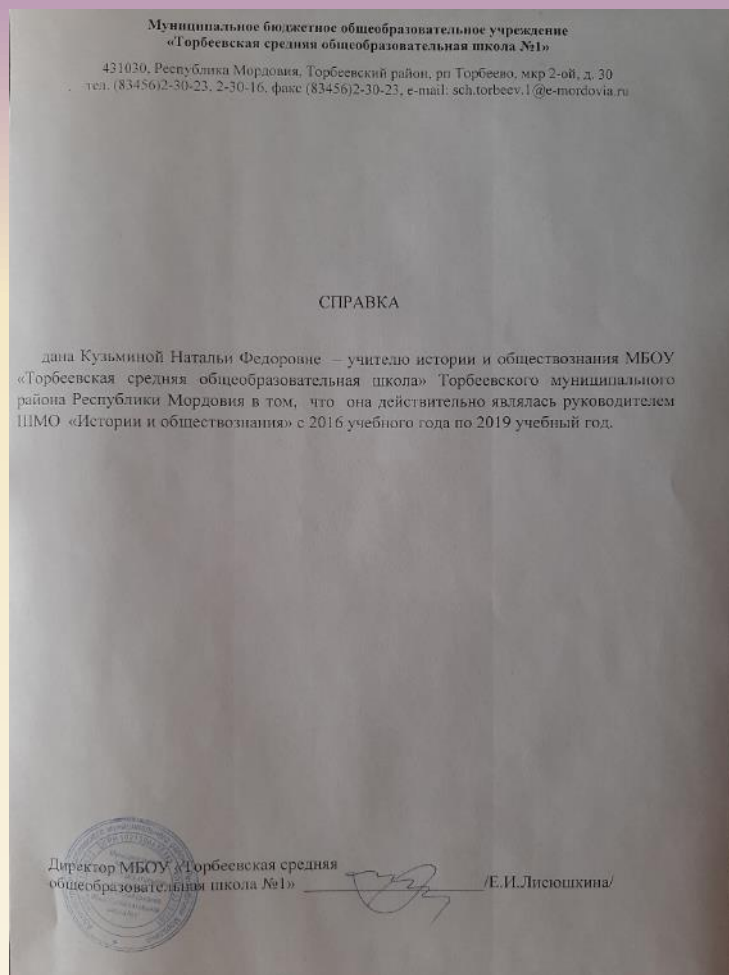 Муниципальное бюджетное общеобразовательное учреждение
«Торбеевская средняя общеобразовательная школа №1»
431030, Республика Мордовия, Торбеевский район, рп Торбеево, мкр 2-ой, д. 30
тел. (83456)2-30-23, 2-30-16, факс (83456)2-30-23, e-mail: sch.torbeev.1@e-mordovia.ru
СПРАВКА
дана Кузьминой Натальи Федоровне – учителю истории и обществознания МБОУ
«Торбеевская средняя общеобразовательная школа» Торбеевского муниципального
района Республики Мордовия в том, что она действительно являлась руководителем
ШМО «Истории и обществознания» с 2016 учебного года по 2019 учебный год.
Директор МБОУ «Торбеевская средняя
общеобразовательная школа №1» /Е.И.Лисюшкина/